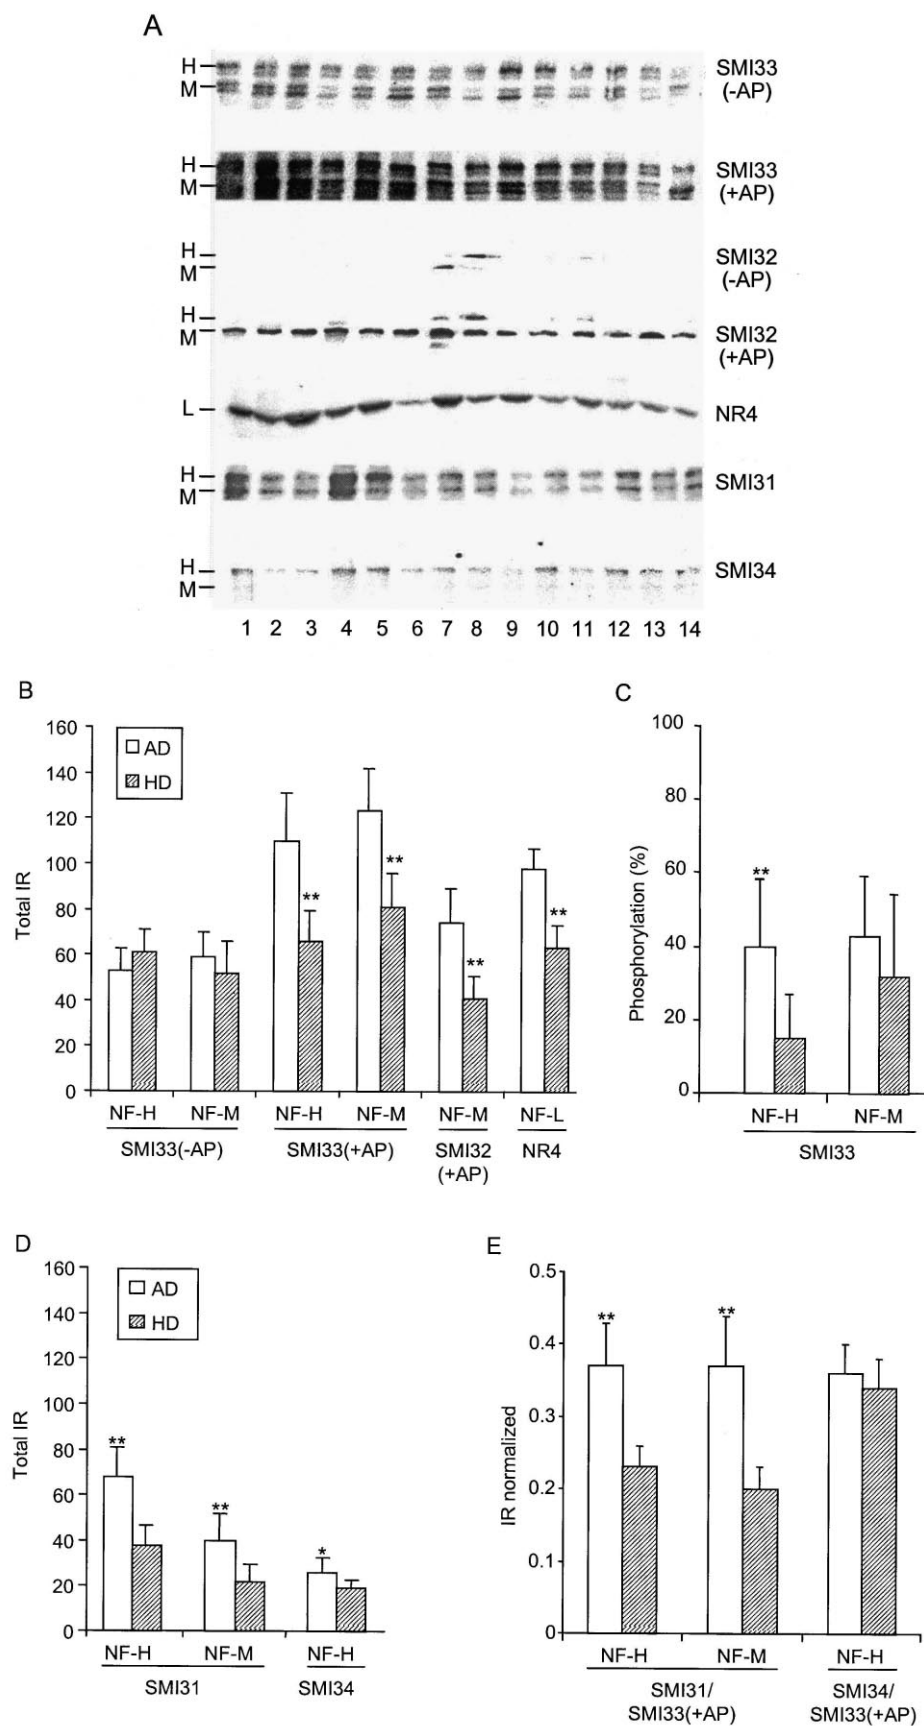 A
H SMI33
M (-AP)
H SMI33
M (+AP)
H SMI32
M (-AP)
H
M SMI32
(+AP)
L NR4
H SMI31
M
H SMI34
M
1 2 3 4 5 6 7 8 9 10 11 12 13 14
B
160
140
120
100
80
60
40
20
0
Total IR
AD
HD
** ** ** **
NF-H NF-M NF-H NF-M NF-M NF-L
SMI33(-AP) SMI33(+AP) SMI32 NR4
(+AP)
C
100
80
60
40
20
0
Phosphorylation (%)
**
NF-H NF-M
SMI33
D
160
140
120
100
80
60
40
20
0
Total IR
AD
HD
** ** *
NF-H NF-M NF-H
SMI31 SMI34
E
0.5
0.4
0.3
0.2
0.1
0
IR normalized
** **
NF-H NF-M NF-H
SMI31/ SMI34/
SMI33(+AP) SMI33(+AP)